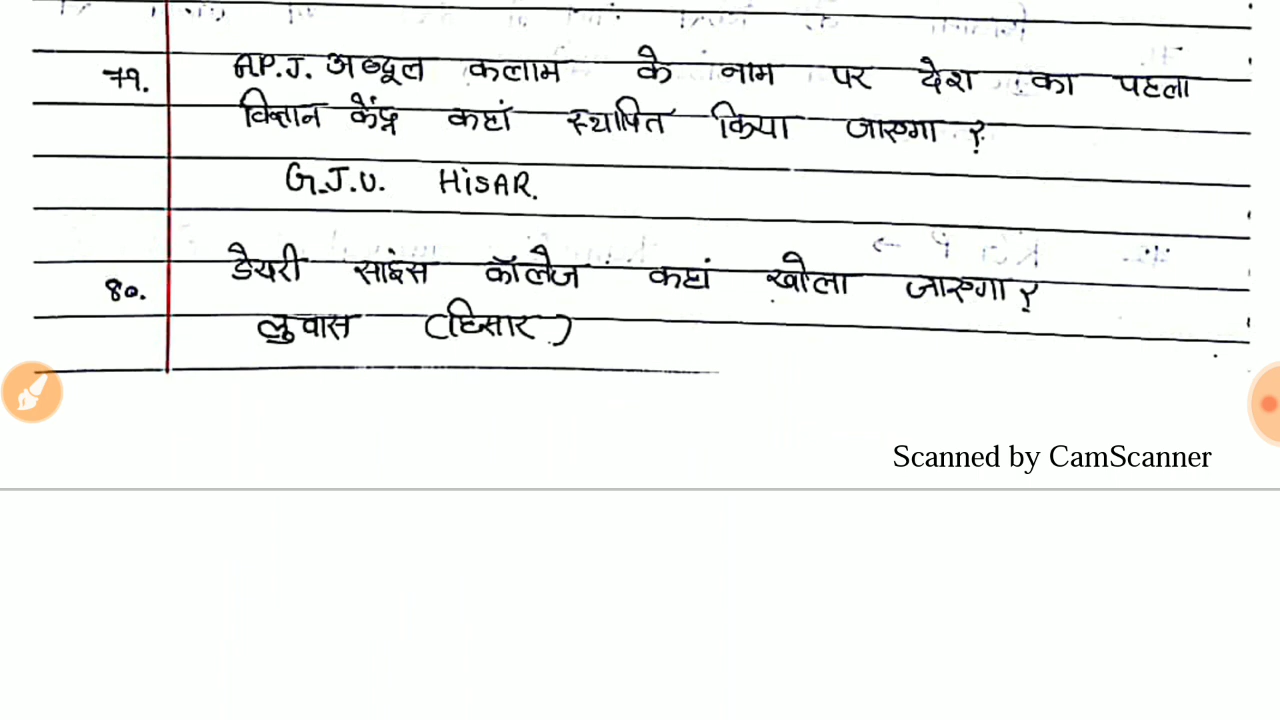 79. A.P.J. अब्दूल कलाम के नाम पर देश का पहला
विज्ञान केंद्र कहां स्थापित किया जाएगा ?
G.J.U. HiSAR.
80. डेयरी साइंस कॉलेज कहां खोला जाएगा ?
लुवास (हिसार)
Scanned by CamScanner